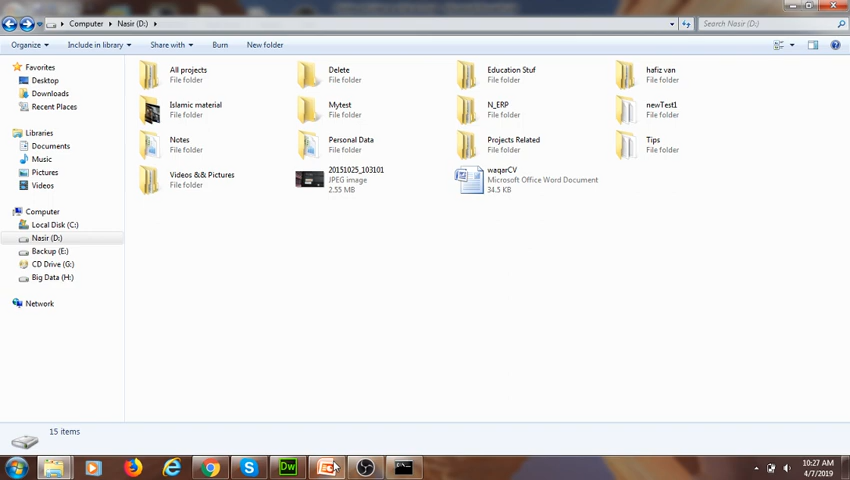 Computer ▸ Nasir (D:) ▸
Search Nasir (D:)
Organize ▾ Include in library ▾ Share with ▾ Burn New folder
Favorites
Desktop
Downloads
Recent Places
Libraries
Documents
Music
Pictures
Videos
Computer
Local Disk (C:)
Nasir (D:)
Backup (E:)
CD Drive (G:)
Big Data (H:)
Network
All projects
File folder
Delete
File folder
Education Stuf
File folder
hafiz van
File folder
Islamic material
File folder
Mytest
File folder
N_ERP
File folder
newTest1
File folder
Notes
File folder
Personal Data
File folder
Projects Related
File folder
Tips
File folder
Videos && Pictures
File folder
20151025_103101
JPEG image
2.55 MB
waqarCV
Microsoft Office Word Document
34.5 KB
15 items
Dw
10:27 AM
4/7/2019